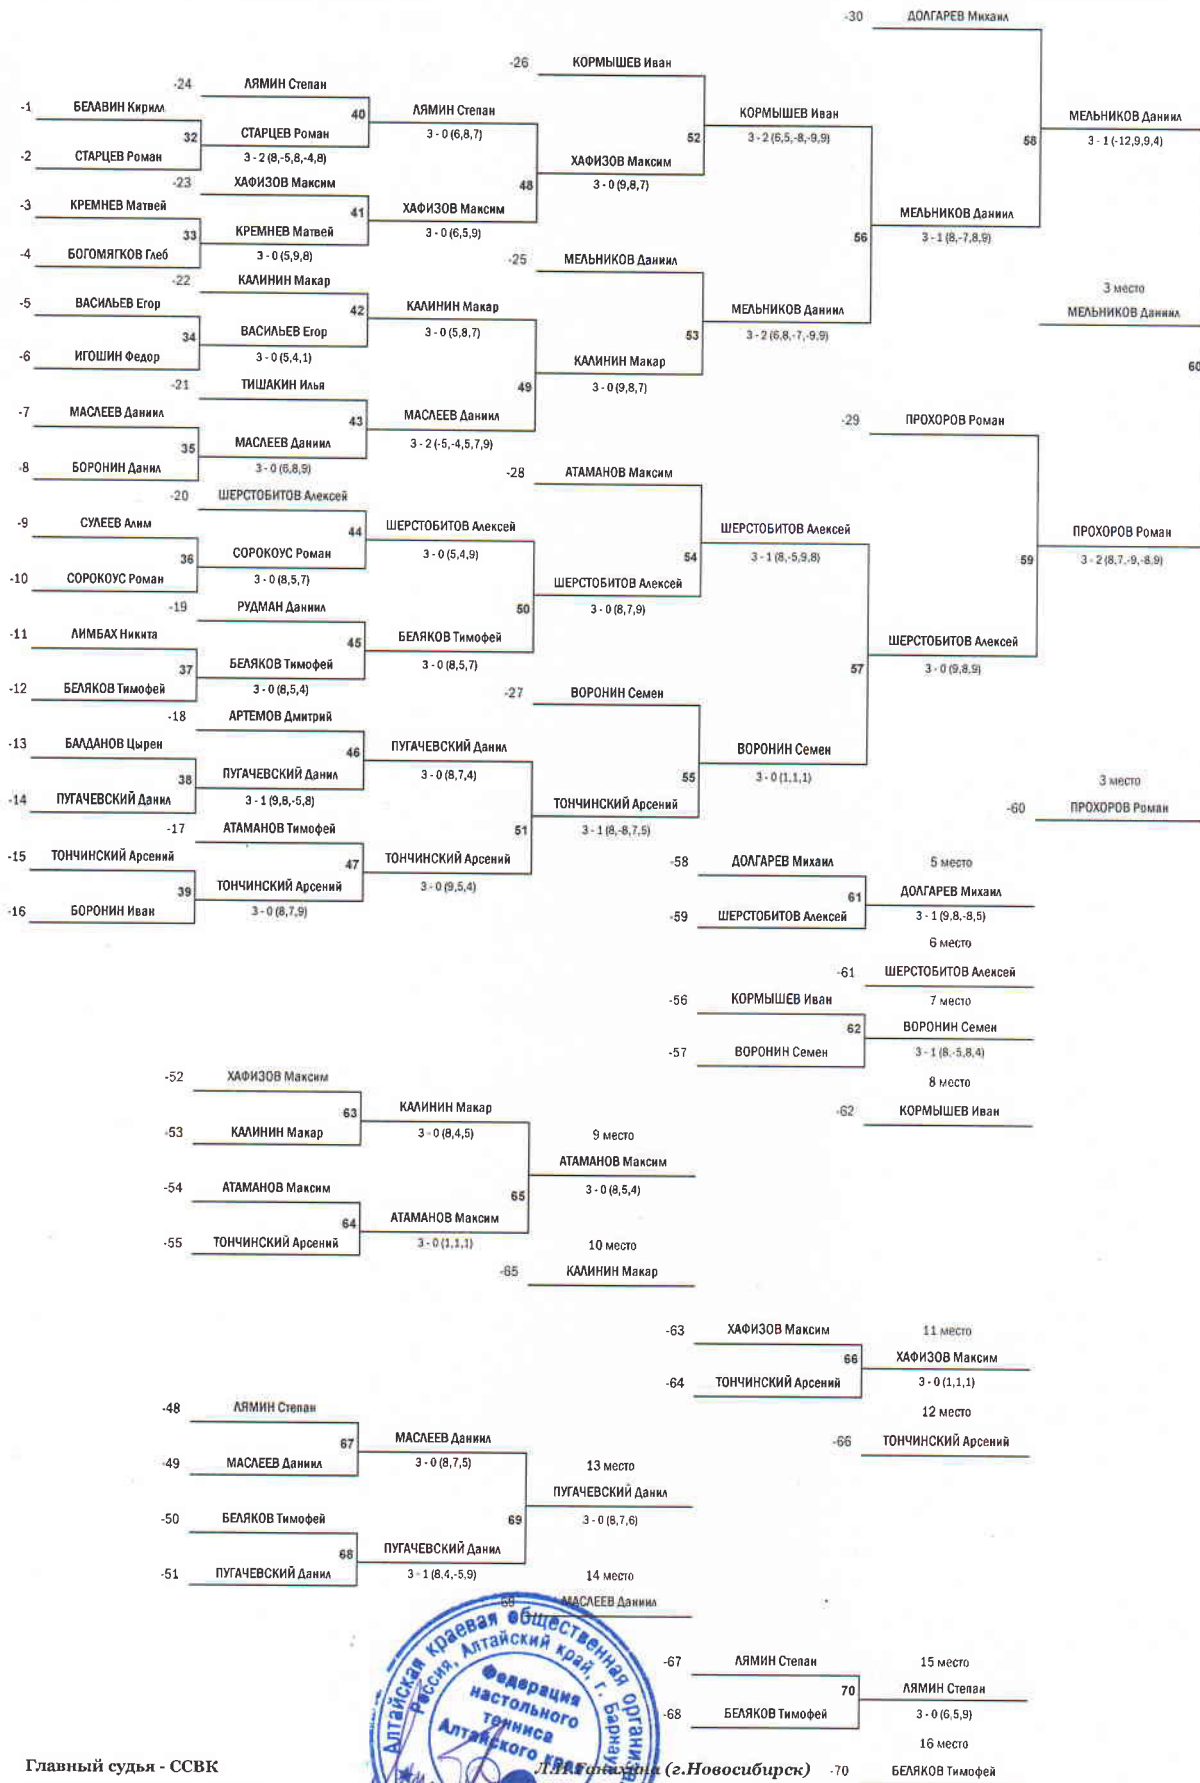 -30 ДОЛГАРЕВ Михаил
-26 КОРМЫШЕВ Иван
-24 ЛЯМИН Степан
-1 БЕЛАВИН Кирилл
40 ЛЯМИН Степан
КОРМЫШЕВ Иван
МЕЛЬНИКОВ Даниил
32 СТАРЦЕВ Роман
3 - 0 (6,8,7)
52
3 - 2 (6,5,-8,-9,9)
58
3 - 1 (-12,9,9,4)
-2 СТАРЦЕВ Роман
3 - 2 (8,-5,8,-4,8)
ХАФИЗОВ Максим
-23 ХАФИЗОВ Максим
48
3 - 0 (9,8,7)
-3 КРЕМНЕВ Матвей
41 ХАФИЗОВ Максим
МЕЛЬНИКОВ Даниил
33 КРЕМНЕВ Матвей
3 - 0 (6,5,9)
56
3 - 1 (8,-7,8,9)
-4 БОГОМЯГКОВ Глеб
3 - 0 (5,9,8)
-25 МЕЛЬНИКОВ Даниил
-22 КАЛИНИН Макар
3 место
-5 ВАСИЛЬЕВ Егор
42 КАЛИНИН Макар
МЕЛЬНИКОВ Даниил
МЕЛЬНИКОВ Даниил
34 ВАСИЛЬЕВ Егор
3 - 0 (5,8,7)
53
3 - 2 (6,8,-7,-9,9)
-6 ИГОШИН Федор
3 - 0 (5,4,1)
КАЛИНИН Макар
60
-21 ТИШАКИН Илья
49
3 - 0 (9,8,7)
-7 МАСЛЕЕВ Даниил
43 МАСЛЕЕВ Даниил
-29 ПРОХОРОВ Роман
35 МАСЛЕЕВ Даниил
3 - 2 (-5,-4,5,7,9)
-8 БОРОНИН Данил
3 - 0 (6,8,9)
-28 АТАМАНОВ Максим
-20 ШЕРСТОБИТОВ Алексей
-9 СУЛЕЕВ Алим
44 ШЕРСТОБИТОВ Алексей
ШЕРСТОБИТОВ Алексей
ПРОХОРОВ Роман
36 СОРОКОУС Роман
3 - 0 (5,4,9)
54
3 - 1 (8,-5,9,8)
59
3 - 2 (8,7,-9,-8,9)
-10 СОРОКОУС Роман
3 - 0 (8,5,7)
ШЕРСТОБИТОВ Алексей
-19 РУДМАН Даниил
50
3 - 0 (8,7,9)
-11 ЛИМБАХ Никита
45 БЕЛЯКОВ Тимофей
ШЕРСТОБИТОВ Алексей
37 БЕЛЯКОВ Тимофей
3 - 0 (8,5,7)
57
3 - 0 (9,8,9)
-12 БЕЛЯКОВ Тимофей
3 - 0 (8,5,4)
-27 ВОРОНИН Семен
-18 АРТЕМОВ Дмитрий
-13 БАЛДАНОВ Цырен
46 ПУГАЧЕВСКИЙ Данил
ВОРОНИН Семен
38 ПУГАЧЕВСКИЙ Данил
3 - 0 (8,7,4)
55
3 - 0 (1,1,1)
3 место
-14 ПУГАЧЕВСКИЙ Данил
3 - 1 (9,8,-5,8)
ТОНЧИНСКИЙ Арсений
-60 ПРОХОРОВ Роман
-17 АТАМАНОВ Тимофей
51
3 - 1 (8,-8,7,5)
-15 ТОНЧИНСКИЙ Арсений
47 ТОНЧИНСКИЙ Арсений
-58 ДОЛГАРЕВ Михаил
5 место
39 ТОНЧИНСКИЙ Арсений
3 - 0 (9,5,4)
61
ДОЛГАРЕВ Михаил
-16 БОРОНИН Иван
3 - 0 (8,7,9)
-59 ШЕРСТОБИТОВ Алексей
3 - 1 (9,8,-8,5)
6 место
-61 ШЕРСТОБИТОВ Алексей
-56 КОРМЫШЕВ Иван
7 место
62 ВОРОНИН Семен
-57 ВОРОНИН Семен
3 - 1 (8,-5,8,4)
8 место
-62 КОРМЫШЕВ Иван
-52 ХАФИЗОВ Максим
63 КАЛИНИН Макар
-53 КАЛИНИН Макар
3 - 0 (8,4,5)
9 место
АТАМАНОВ Максим
-54 АТАМАНОВ Максим
65
3 - 0 (8,5,4)
64 АТАМАНОВ Максим
-55 ТОНЧИНСКИЙ Арсений
3 - 0 (1,1,1)
10 место
-65 КАЛИНИН Макар
-63 ХАФИЗОВ Максим
11 место
66 ХАФИЗОВ Максим
-64 ТОНЧИНСКИЙ Арсений
3 - 0 (1,1,1)
12 место
-66 ТОНЧИНСКИЙ Арсений
-48 ЛЯМИН Степан
67 МАСЛЕЕВ Даниил
-49 МАСЛЕЕВ Даниил
3 - 0 (8,7,5)
13 место
ПУГАЧЕВСКИЙ Данил
-50 БЕЛЯКОВ Тимофей
69
3 - 0 (8,7,6)
68 ПУГАЧЕВСКИЙ Данил
-51 ПУГАЧЕВСКИЙ Данил
3 - 1 (8,4,-5,9)
14 место
69 МАСЛЕЕВ Даниил
Алтайская краевая общественная организа
Россия, Алтайский край, г. Барнау
Федерация
настольного
тенниса
Алтайского края
-67 ЛЯМИН Степан
15 место
70 ЛЯМИН Степан
-68 БЕЛЯКОВ Тимофей
3 - 0 (6,5,9)
16 место
Главный судья - ССВК
(г.Новосибирск)
-70 БЕЛЯКОВ Тимофей